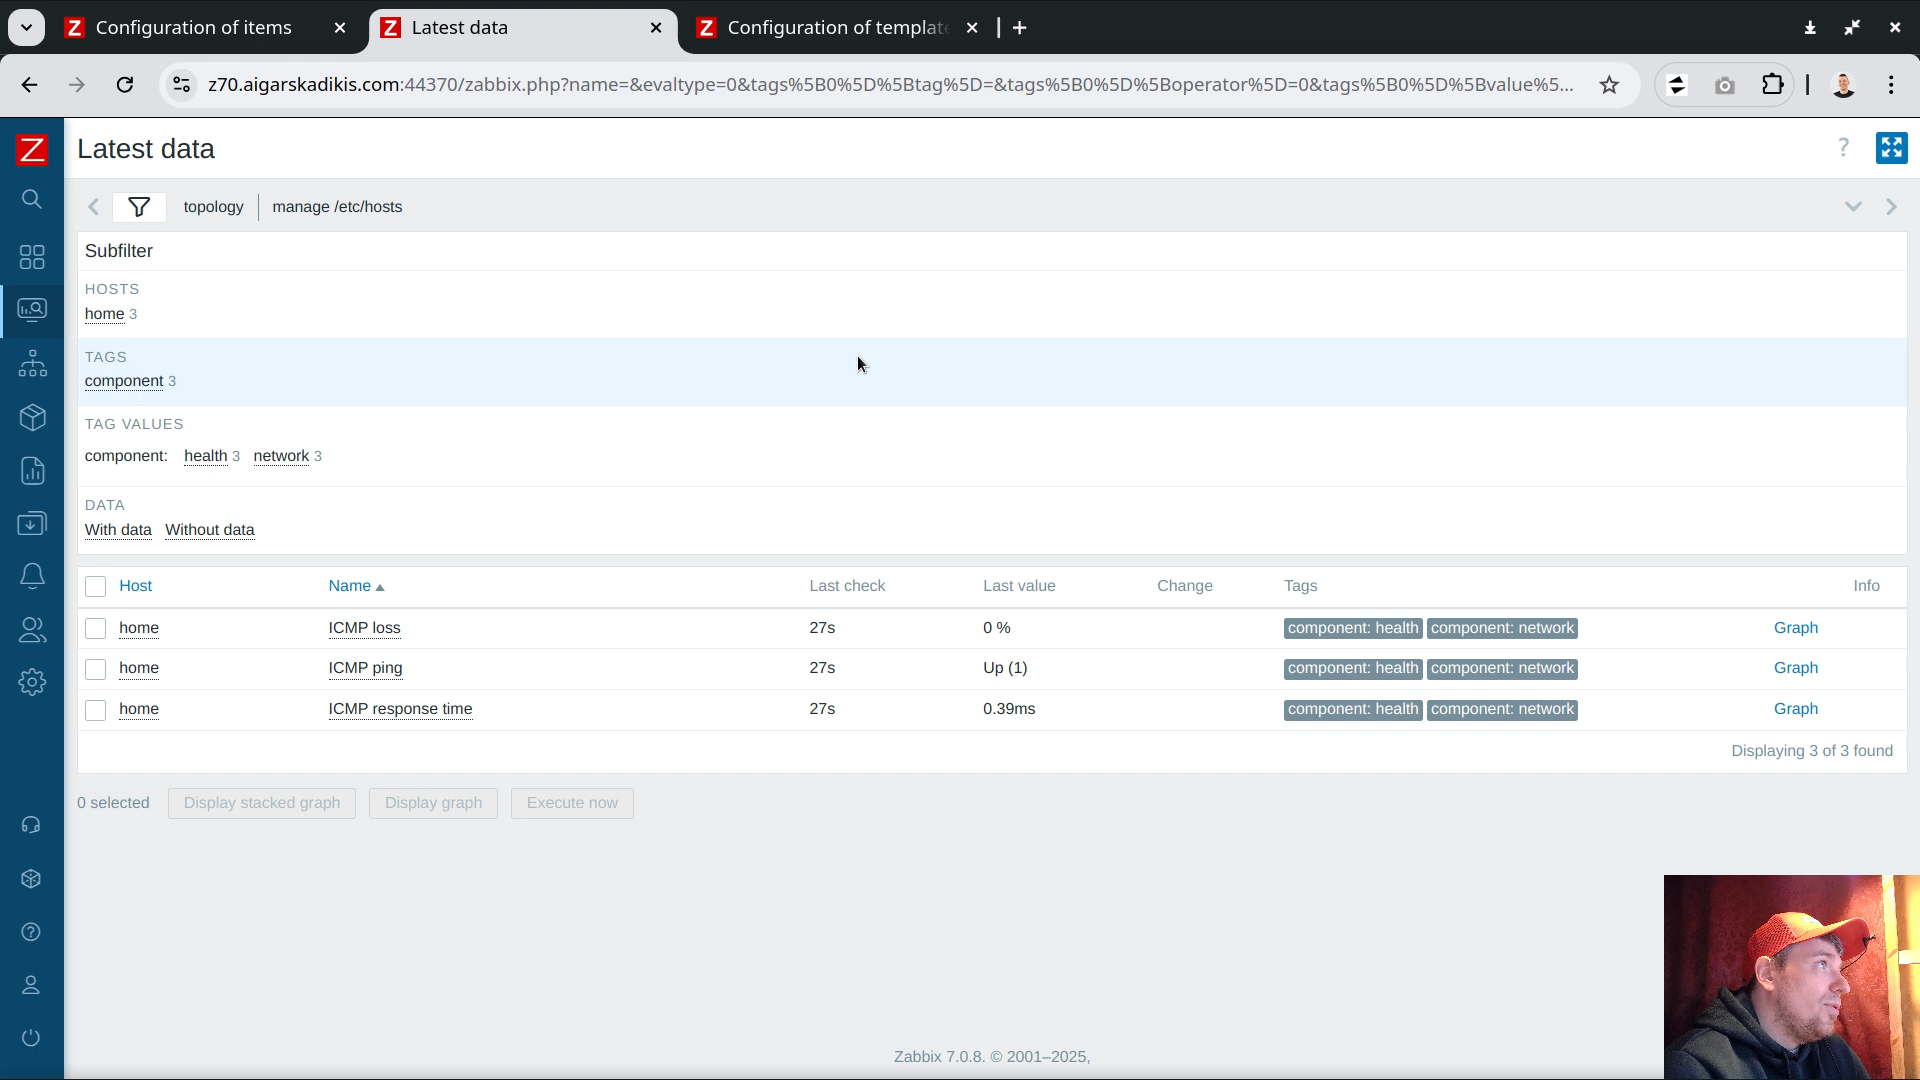 Z Configuration of items
Z Latest data
Z Configuration of templat
z70.aigarskadikis.com:44370/zabbix.php?name=&evaltype=0&tags%5B0%5D%5Btag%5D=&tags%5B0%5D%5Boperator%5D=0&tags%5B0%5D%5Bvalue%5...
Z
Latest data
?
topology
manage /etc/hosts
Subfilter
HOSTS
home 3
TAGS
component 3
TAG VALUES
component: health 3 network 3
DATA
With data Without data
Host Name Last check Last value Change Tags Info
home ICMP loss 27s 0 % component: health component: network Graph
home ICMP ping 27s Up (1) component: health component: network Graph
home ICMP response time 27s 0.39ms component: health component: network Graph
Displaying 3 of 3 found
0 selected Display stacked graph Display graph Execute now
Zabbix 7.0.8. © 2001–2025,